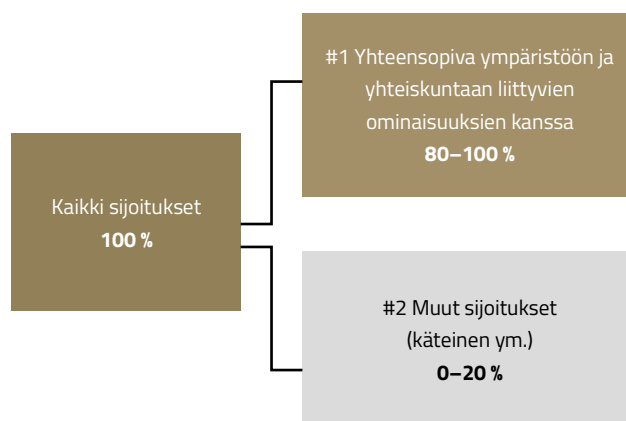 #1 Yhteensopiva ympäristöön ja
yhteiskuntaan liittyvien
ominaisuuksien kanssa
80–100 %
Kaikki sijoitukset
100 %
#2 Muut sijoitukset
(käteinen ym.)
0–20 %